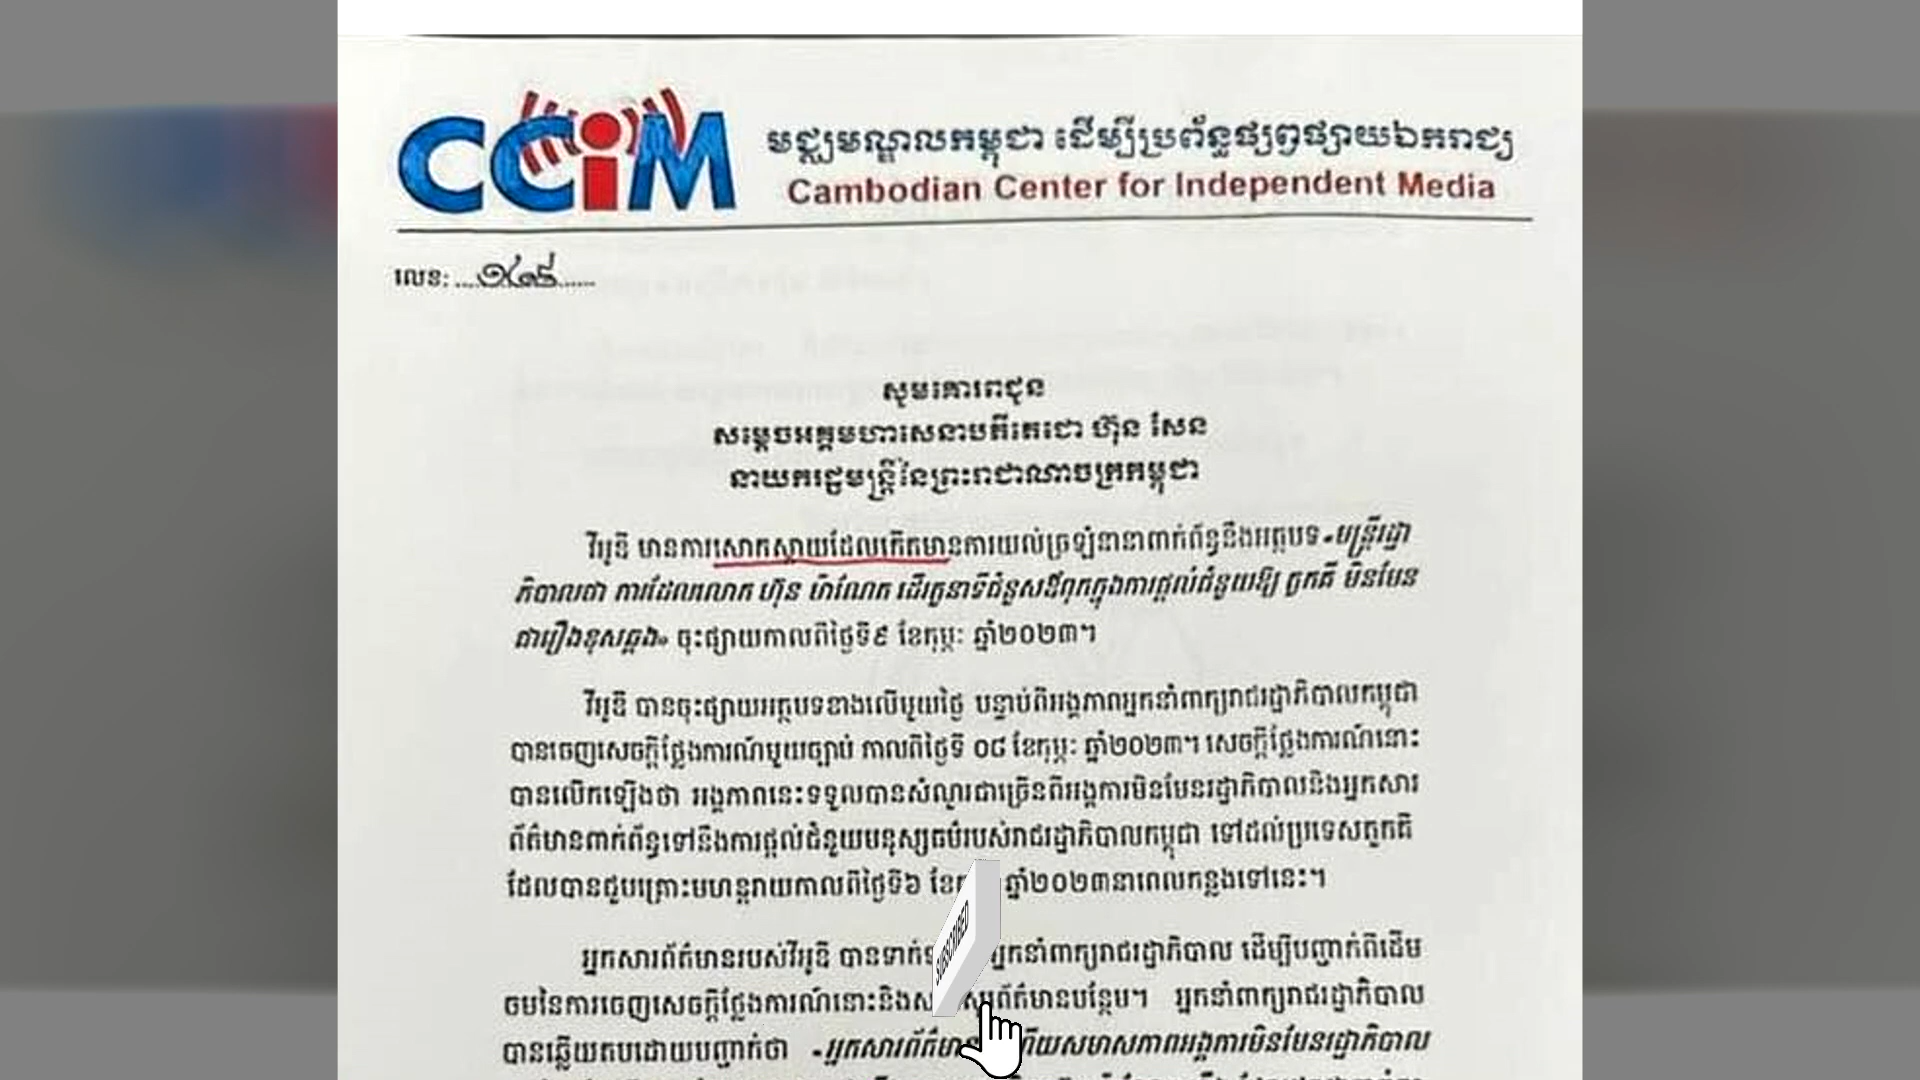 CCiM
មជ្ឈមណ្ឌលកម្ពុជា ដើម្បីប្រព័ន្ធផ្សព្វផ្សាយឯករាជ្យ
Cambodian Center for Independent Media
លេខ: ....១៤៩......
សូមគោរពជូន
សម្ដេចអគ្គមហាសេនាបតីតេជោ ហ៊ុន សែន
នាយករដ្ឋមន្ត្រីនៃព្រះរាជាណាចក្រកម្ពុជា
វីអូឌី មានការសោកស្ដាយដែលកើតមានការយល់ច្រឡំនានាពាក់ព័ន្ធនឹងអត្ថបទ «មន្ត្រីរដ្ឋា
ភិបាលថា ការដែលលោក ហ៊ុន ម៉ាណែត ដើរតួនាទីជំនួសឪពុកក្នុងការផ្ដល់ជំនួយឱ្យ តួកគី មិនមែន
ជារឿងខុសឆ្គង» ចុះផ្សាយកាលពីថ្ងៃទី៩ ខែកុម្ភៈ ឆ្នាំ២០២៣។
វីអូឌី បានចុះផ្សាយអត្ថបទខាងលើមួយថ្ងៃ បន្ទាប់ពីអង្គភាពអ្នកនាំពាក្យរាជរដ្ឋាភិបាលកម្ពុជា
បានចេញសេចក្ដីថ្លែងការណ៍មួយច្បាប់ កាលពីថ្ងៃទី ០៨ ខែកុម្ភៈ ឆ្នាំ២០២៣។ សេចក្ដីថ្លែងការណ៍នោះ
បានលើកឡើងថា អង្គភាពនេះទទួលបានសំណួរជាច្រើនពីអង្គការមិនមែនរដ្ឋាភិបាលនិងអ្នកសារ
ព័ត៌មានពាក់ព័ន្ធទៅនឹងការផ្ដល់ជំនួយមនុស្សធម៌របស់រាជរដ្ឋាភិបាលកម្ពុជា ទៅដល់ប្រទេសតួកគី
ដែលបានជួបគ្រោះមហន្តរាយកាលពីថ្ងៃទី៦ ឆ្នាំ២០២៣នាពេលកន្លងទៅនេះ។
អ្នកសារព័ត៌មានរបស់វីអូឌី បានទាក់ អ្នកនាំពាក្យរាជរដ្ឋាភិបាល ដើម្បីបញ្ជាក់ពីដើម
ចមនៃការចេញសេចក្ដីថ្លែងការណ៍នោះនិង ព័ត៌មានបន្ថែម។ អ្នកនាំពាក្យរាជរដ្ឋាភិបាល
បានឆ្លើយតបដោយបញ្ជាក់ថា «អ្នកសារព័ត៌មាន សមាសភាពអង្គការមិនមែនរដ្ឋាភិបាល
SUBSCRIBED